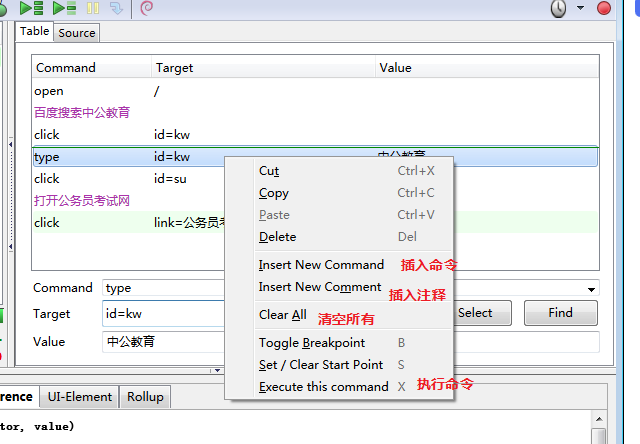 Table Source
Command Target Value
open /
百度搜索中公教育
click id=kw
type id=kw 中公教育
click id=su
打开公务员考试网
click link=公务员考
Cut Ctrl+X
Copy Ctrl+C
Paste Ctrl+V
Delete Del
Insert New Command 插入命令
Insert New Comment 插入注释
Clear All 清空所有
Toggle Breakpoint B
Set / Clear Start Point S
Execute this command X 执行命令
Command type
Target id=kw Select Find
Value 中公教育
rence UI-Element Rollup
tor, value)